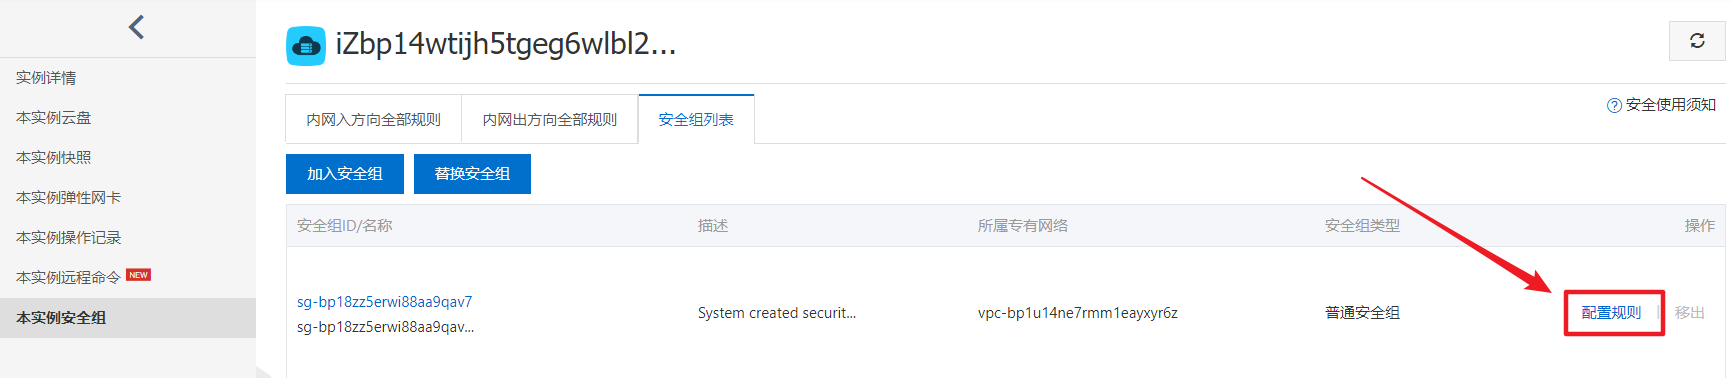 iZbp14wtijh5tgeg6wlbl2...
实例详情
本实例云盘
本实例快照
本实例弹性网卡
本实例操作记录
本实例远程命令 NEW
本实例安全组
内网入方向全部规则 内网出方向全部规则 安全组列表
安全使用须知
加入安全组 替换安全组
安全组ID/名称 描述 所属专有网络 安全组类型 操作
sg-bp18zz5erwi88aa9qav7
sg-bp18zz5erwi88aa9qav...
System created securit... vpc-bp1u14ne7rmm1eayxyr6z 普通安全组 配置规则 | 移出